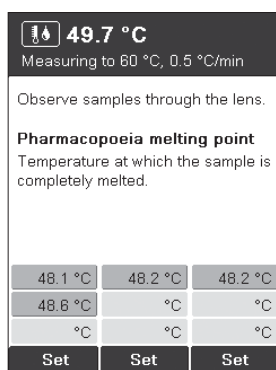 49.7 °C
Measuring to 60 °C, 0.5 °C/min
Observe samples through the lens.
Pharmacopoeia melting point
Temperature at which the sample is
completely melted.
48.1 °C 48.2 °C 48.2 °C
48.6 °C °C °C
°C °C °C
Set Set Set